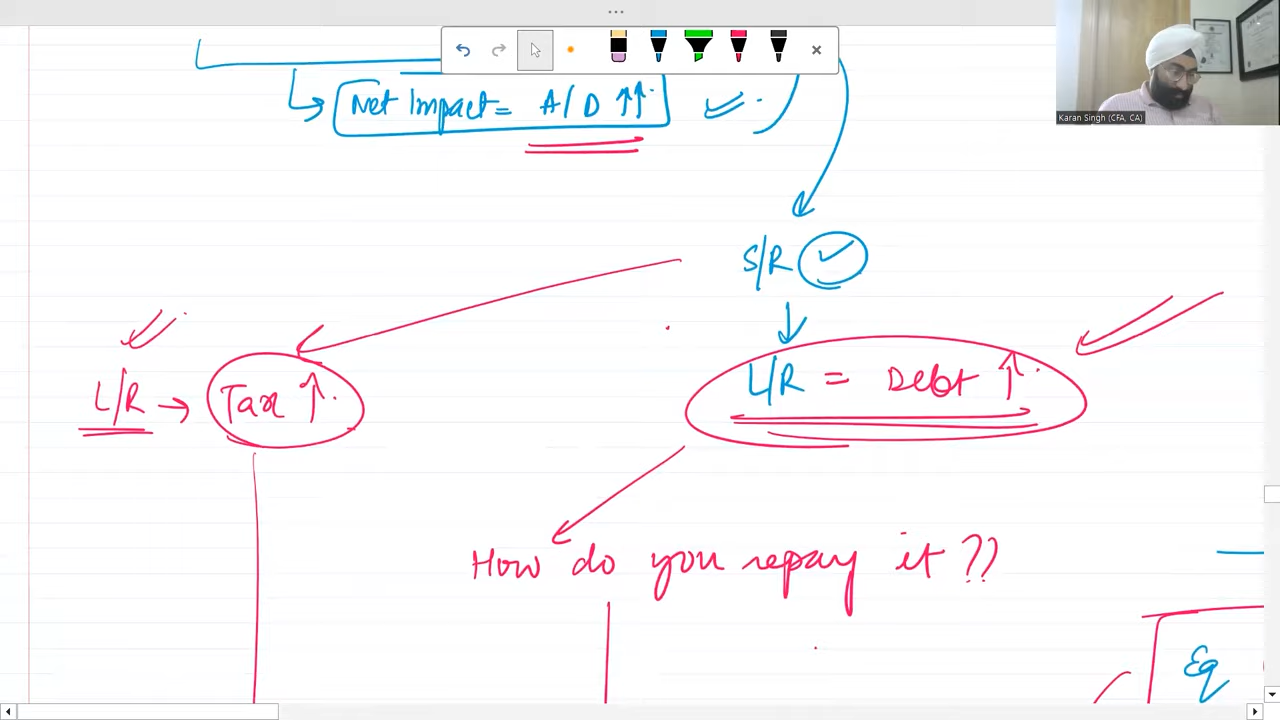 Karan Singh (CFA, CA)
Net Impact = A/D ↑↑
S/R ✓
L/R → Tax ↑
L/R = Debt ↑
How do you repay it ??
Eq